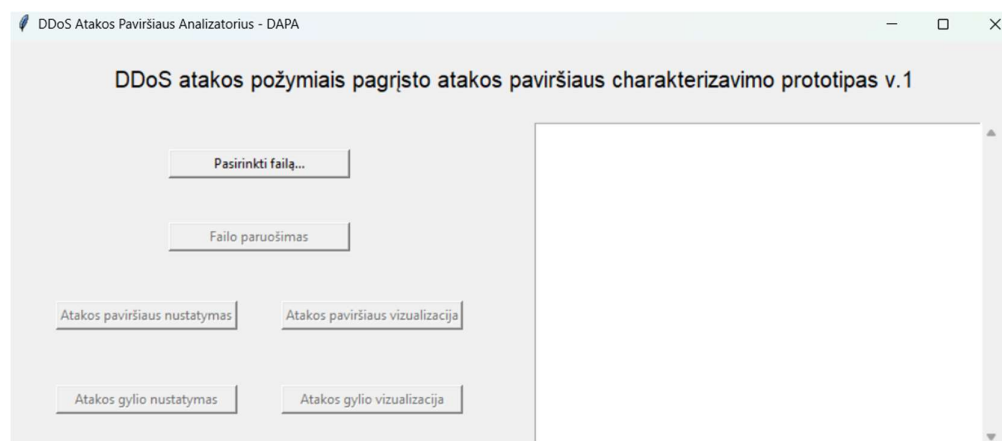 DDoS Atakos Paviršiaus Analizatorius - DAPA
DDoS atakos požymiais pagrįsto atakos paviršiaus charakterizavimo prototipas v.1
Pasirinkti failą...
Failo paruošimas
Atakos paviršiaus nustatymas
Atakos paviršiaus vizualizacija
Atakos gylio nustatymas
Atakos gylio vizualizacija